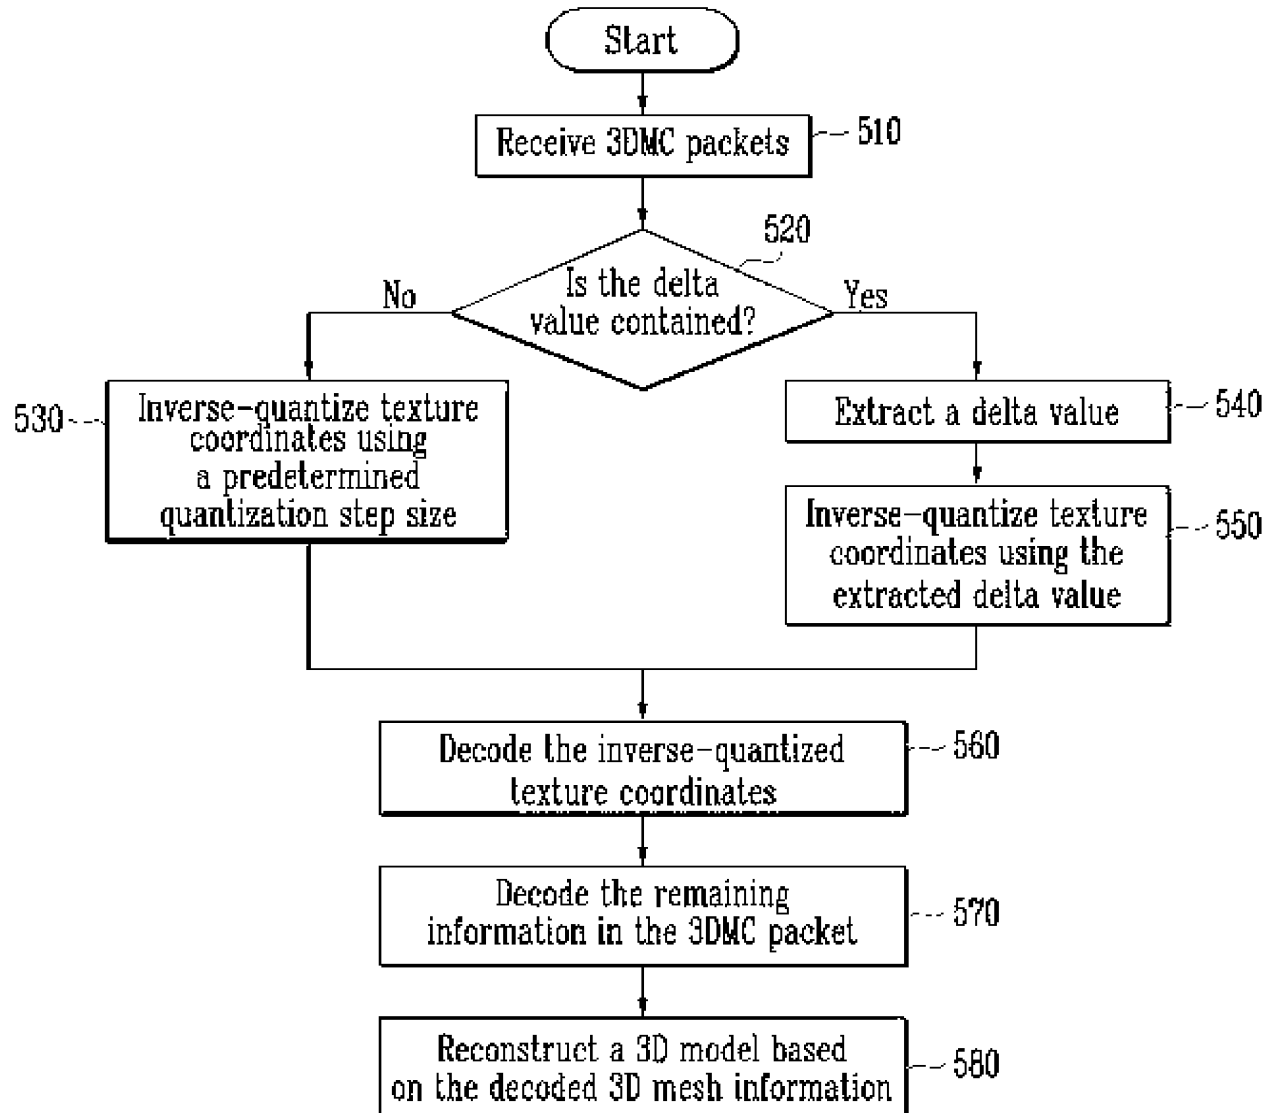 Start
Receive 3DMC packets
510
520
Is the delta
value contained?
No
Yes
530
Inverse-quantize texture
coordinates using
a predetermined
quantization step size
Extract a delta value
540
Inverse-quantize texture
coordinates using the
extracted delta value
550
Decode the inverse-quantized
texture coordinates
560
Decode the remaining
information in the 3DMC packet
570
Reconstruct a 3D model based
on the decoded 3D mesh information
580